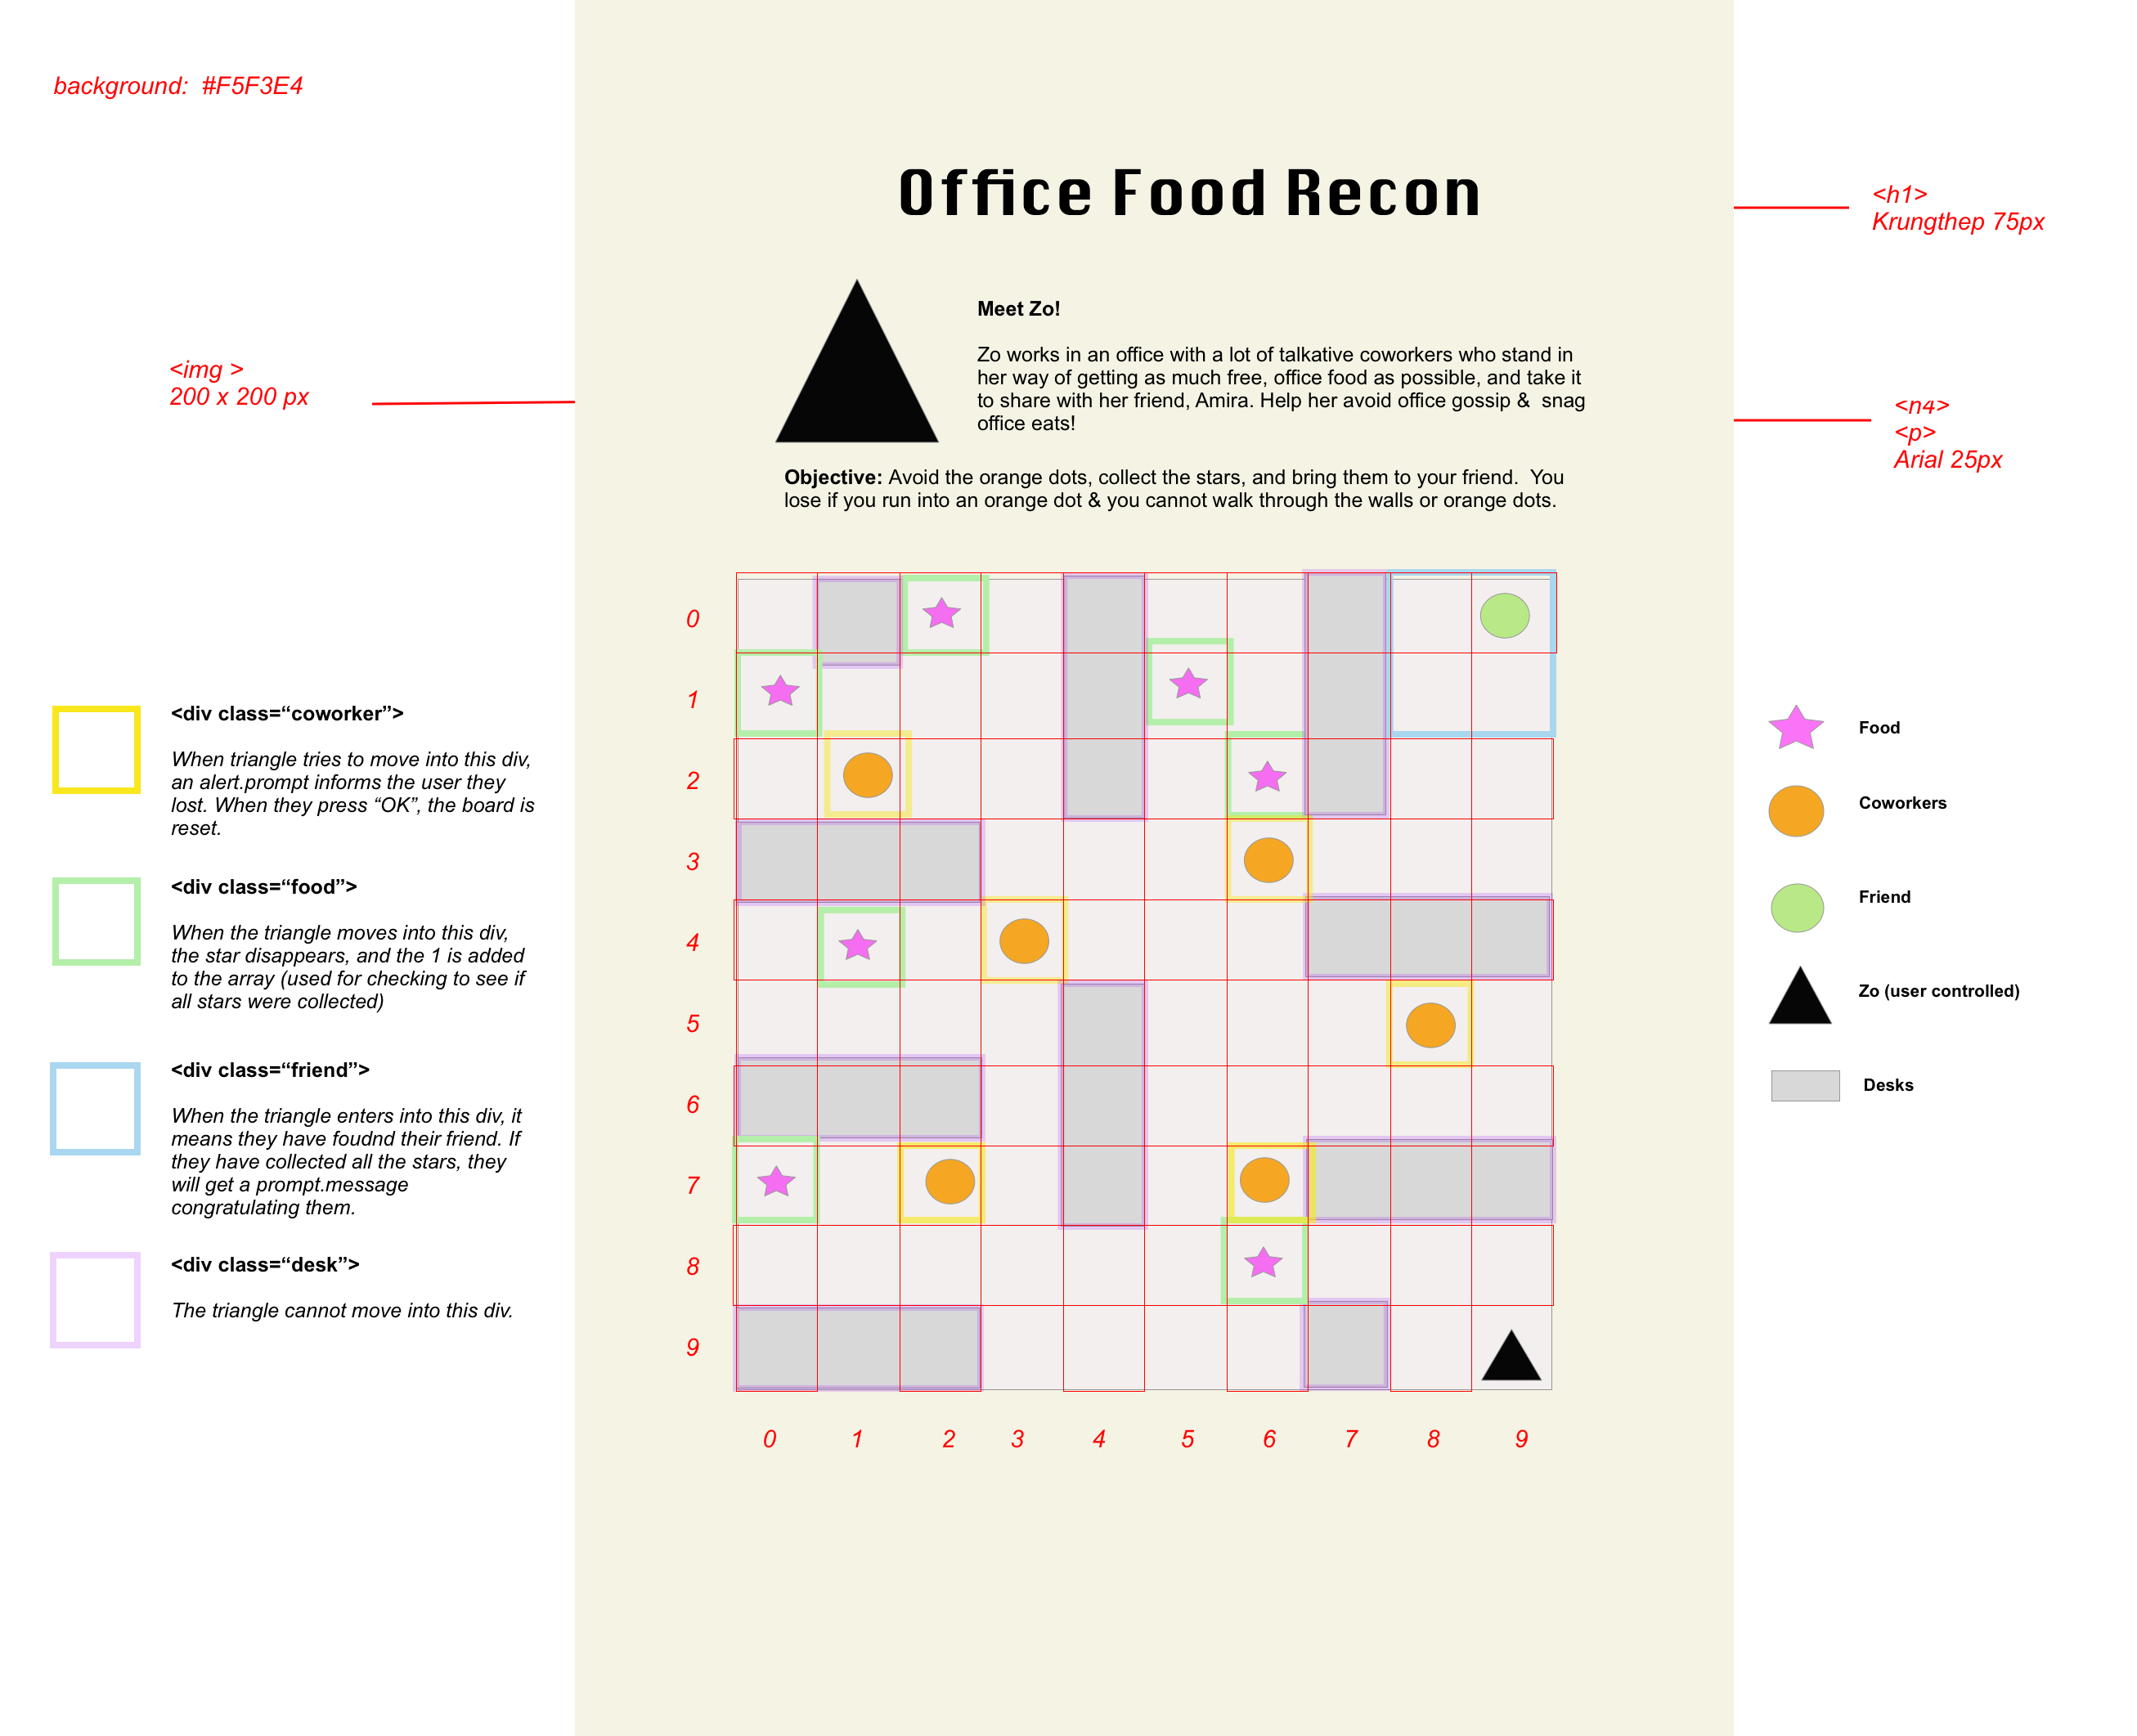 background:  #F5F3E4
Office Food Recon
<h1>
Krungthep 75px
<img >
200 x 200 px
Meet Zo!
Zo works in an office with a lot of talkative coworkers who stand in
her way of getting as much free, office food as possible, and take it
to share with her friend, Amira. Help her avoid office gossip &  snag
office eats!
<h4>
<p>
Arial 25px
Objective: Avoid the orange dots, collect the stars, and bring them to your friend.  You
lose if you run into an orange dot & you cannot walk through the walls or orange dots.
<div class=“coworker”>
When triangle tries to move into this div,
an alert.prompt informs the user they
lost. When they press “OK”, the board is
reset.
<div class=“food”>
When the triangle moves into this div,
the star disappears, and the 1 is added
to the array (used for checking to see if
all stars were collected)
<div class=“friend”>
When the triangle enters into this div, it
means they have foudnd their friend. If
they have collected all the stars, they
will get a prompt.message
congratulating them.
<div class=“desk”>
The triangle cannot move into this div.
0
1
2
3
4
5
6
7
8
9
0 1 2 3 4 5 6 7 8 9
Food
Coworkers
Friend
Zo (user controlled)
Desks